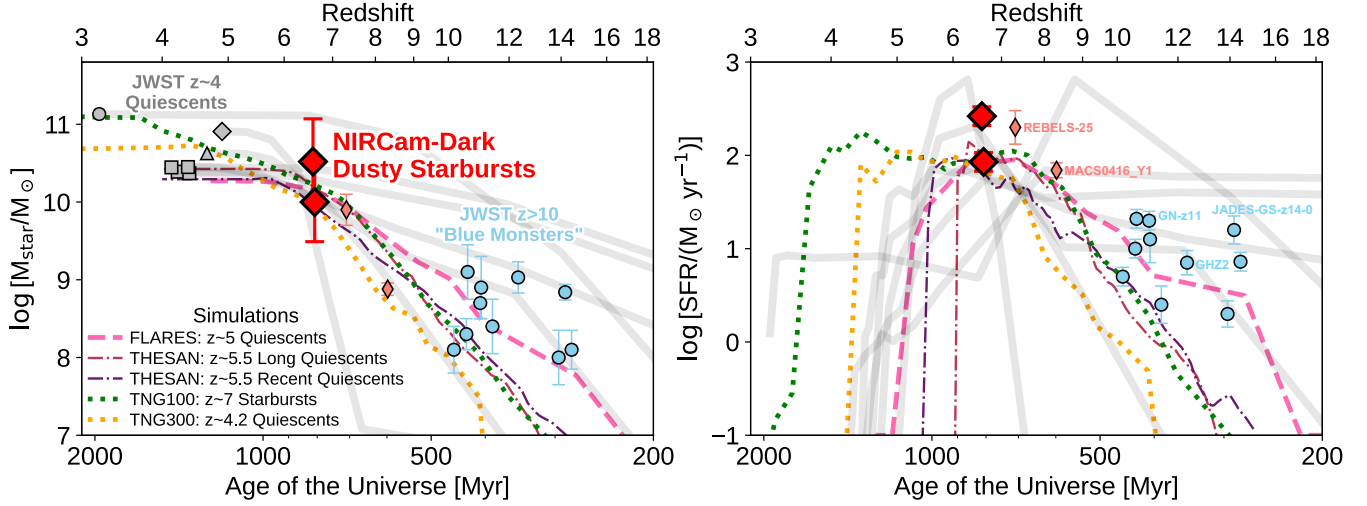 Redshift
3 4 5 6 7 8 9 10 12 14 16 18
log [M_star/M_⊙]
11
10
9
8
7
JWST z~4
Quiescents
NIRCam-Dark
Dusty Starbursts
JWST z>10
"Blue Monsters"
Simulations
FLARES: z~5 Quiescents
THESAN: z~5.5 Long Quiescents
THESAN: z~5.5 Recent Quiescents
TNG100: z~7 Starbursts
TNG300: z~4.2 Quiescents
2000 1000 500 200
Age of the Universe [Myr]
Redshift
3 4 5 6 7 8 9 10 12 14 16 18
log [SFR/(M_⊙ yr⁻¹)]
3
2
1
0
−1
REBELS-25
MACS0416_Y1
GN-z11
JADES-GS-z14-0
GHZ2
2000 1000 500 200
Age of the Universe [Myr]